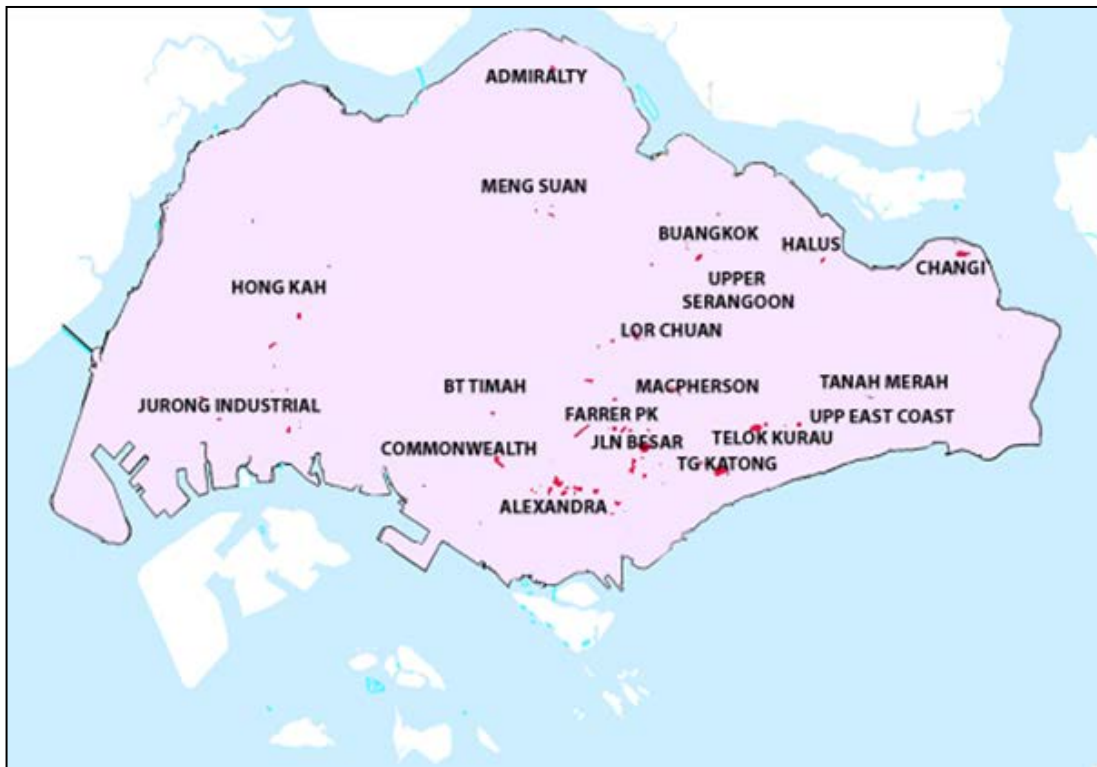 ADMIRALTY
MENG SUAN
BUANGKOK
HALUS
CHANGI
UPPER
SERANGOON
HONG KAH
LOR CHUAN
BT TIMAH
MACPHERSON
TANAH MERAH
JURONG INDUSTRIAL
FARRER PK
UPP EAST COAST
COMMONWEALTH
JLN BESAR
TELOK KURAU
TG KATONG
ALEXANDRA